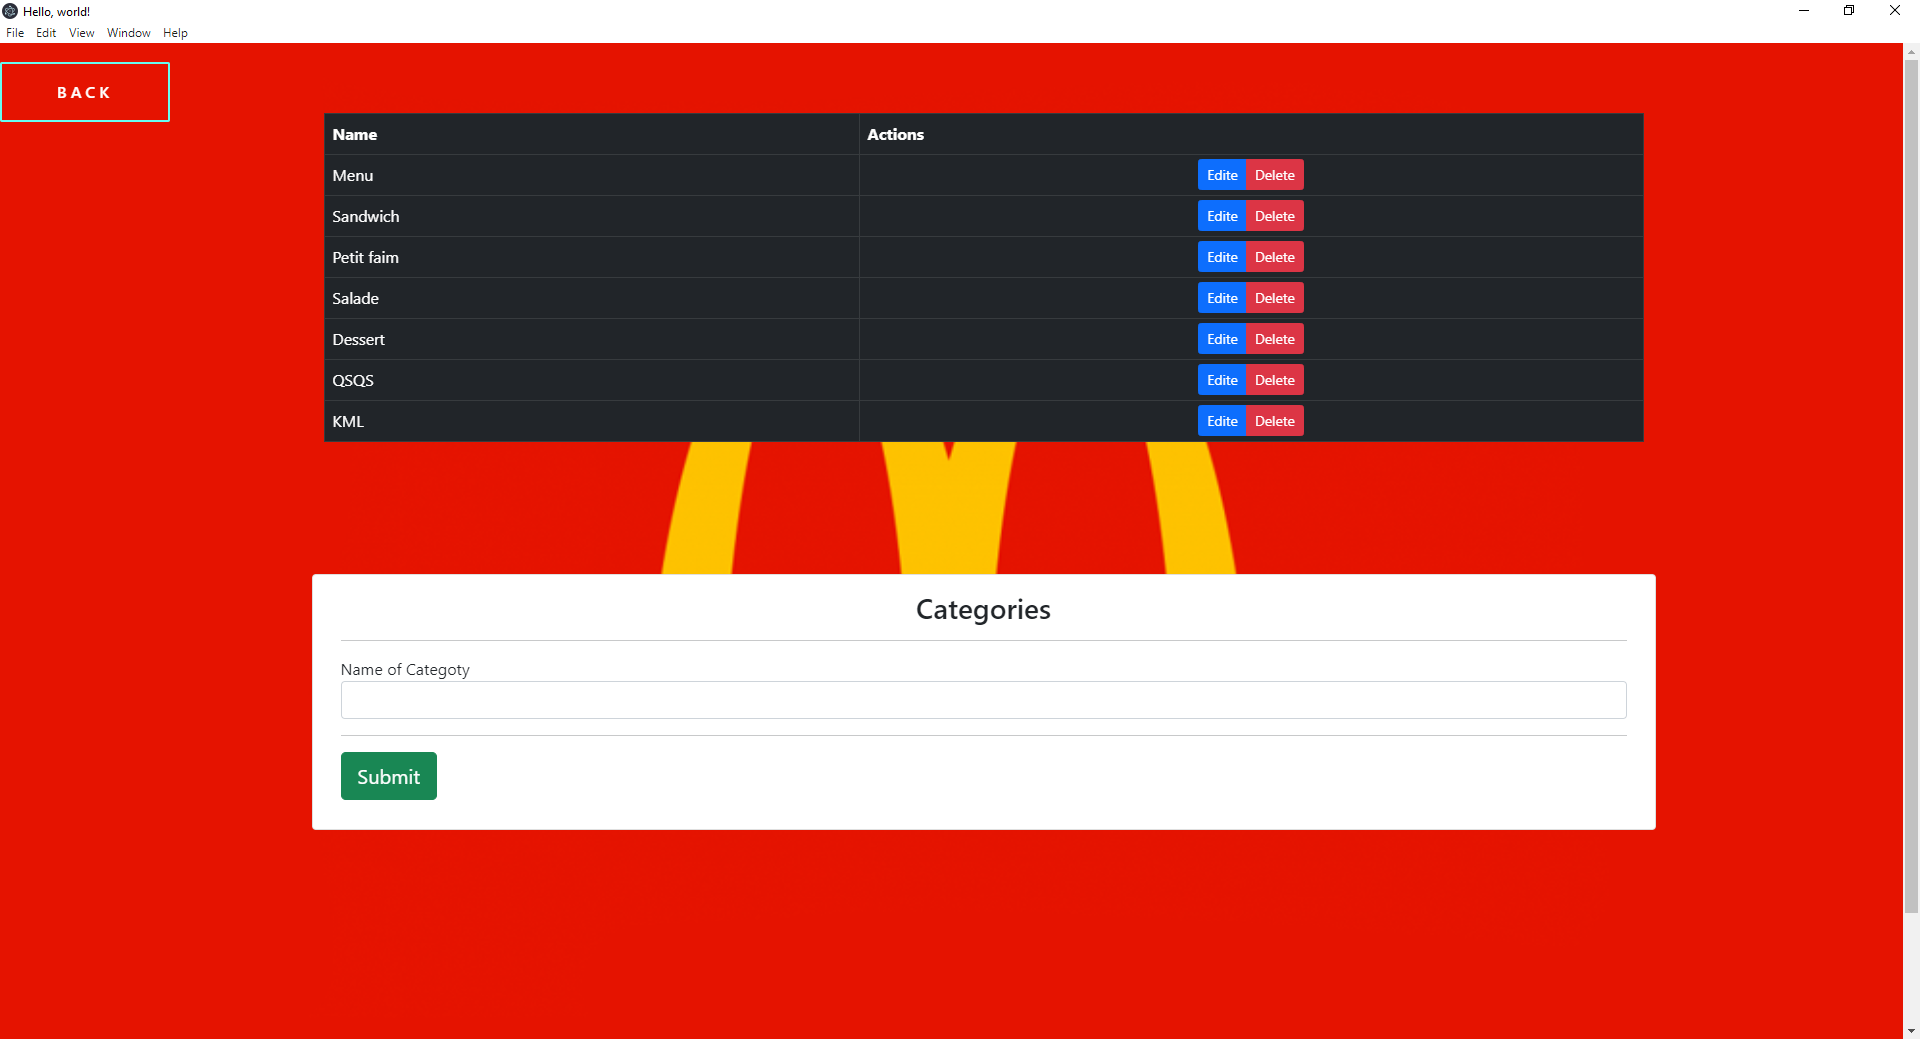 Hello, world!
File Edit View Window Help
BACK
Name Actions
Menu Edite Delete
Sandwich Edite Delete
Petit faim Edite Delete
Salade Edite Delete
Dessert Edite Delete
QSQS Edite Delete
KML Edite Delete
Categories
Name of Categoty
Submit